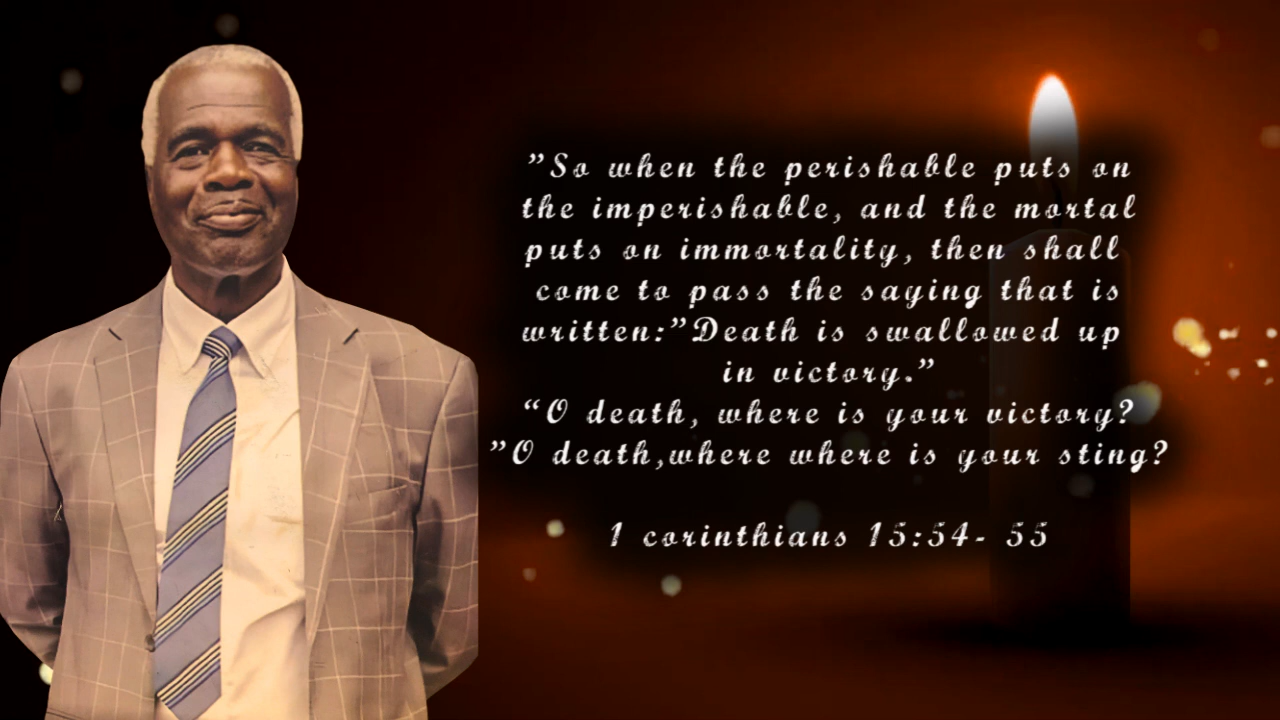 ”So when the perishable puts on
the imperishable, and the mortal
puts on immortality, then shall
come to pass the saying that is
written:”Death is swallowed up
in victory.”
“O death, where is your victory?
”O death,where where is your sting?
1 corinthians 15:54- 55